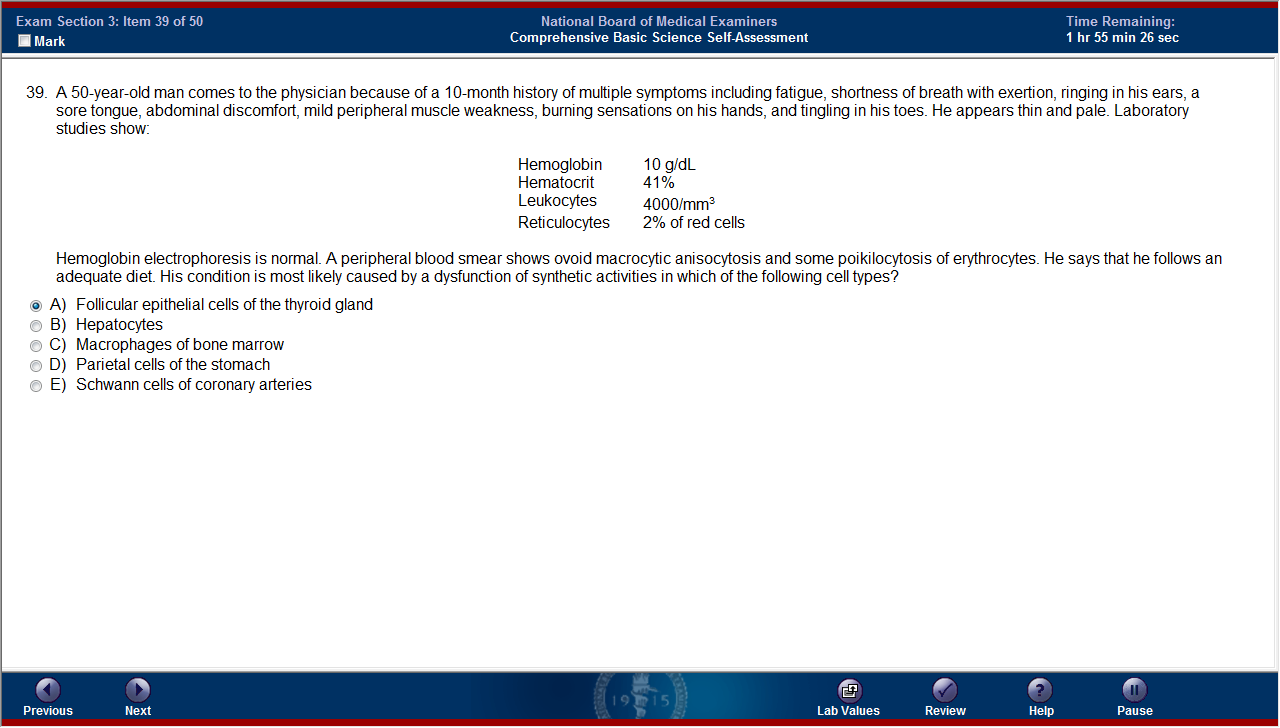 Exam Section 3: Item 39 of 50
National Board of Medical Examiners
Time Remaining:
Mark
Comprehensive Basic Science Self-Assessment
1 hr 55 min 26 sec
39. A 50-year-old man comes to the physician because of a 10-month history of multiple symptoms including fatigue, shortness of breath with exertion, ringing in his ears, a
sore tongue, abdominal discomfort, mild peripheral muscle weakness, burning sensations on his hands, and tingling in his toes. He appears thin and pale. Laboratory
studies show:
Hemoglobin 10 g/dL
Hematocrit 41%
Leukocytes 4000/mm³
Reticulocytes 2% of red cells
Hemoglobin electrophoresis is normal. A peripheral blood smear shows ovoid macrocytic anisocytosis and some poikilocytosis of erythrocytes. He says that he follows an
adequate diet. His condition is most likely caused by a dysfunction of synthetic activities in which of the following cell types?
A) Follicular epithelial cells of the thyroid gland
B) Hepatocytes
C) Macrophages of bone marrow
D) Parietal cells of the stomach
E) Schwann cells of coronary arteries
1915
Previous
Next
Lab Values
Review
Help
Pause